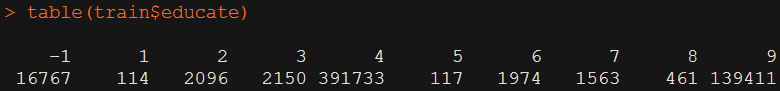 > table(train$educate)
-1 1 2 3 4 5 6 7 8 9
16767 114 2096 2150 391733 117 1974 1563 461 139411